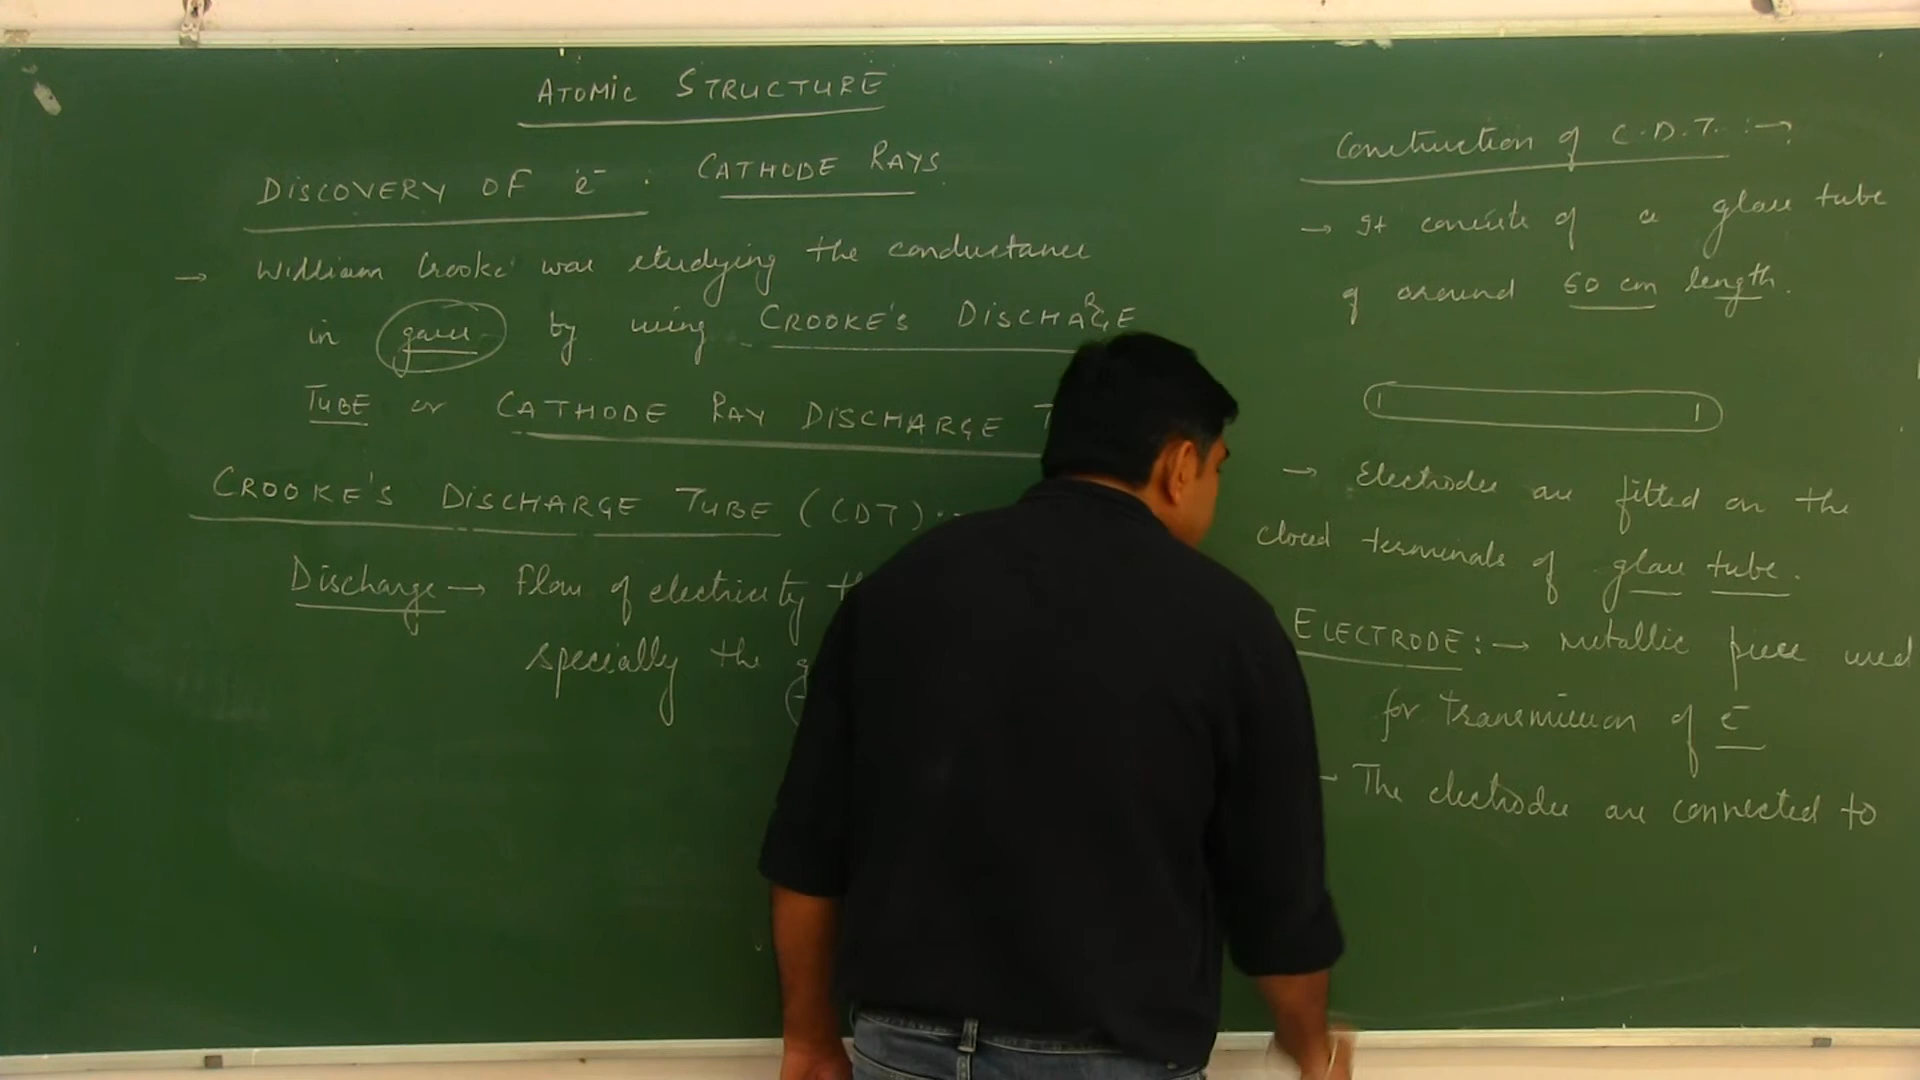 ATOMIC STRUCTURE
DISCOVERY OF e⁻ : CATHODE RAYS
→ William Crooke' was studying the conductance
in gases by using CROOKE'S DISCHARGE
TUBE or CATHODE RAY DISCHARGE T
CROOKE'S DISCHARGE TUBE (CDT):-
Discharge → Flow of electricity th
specially the g
Construction of C.D.T. :→
→ It consists of a glass tube
of around 60 cm length.
→ Electrodes are fitted on the
closed terminals of glass tube.
ELECTRODE :→ Metallic piece used
for transmission of e⁻
→ The electrodes are connected to